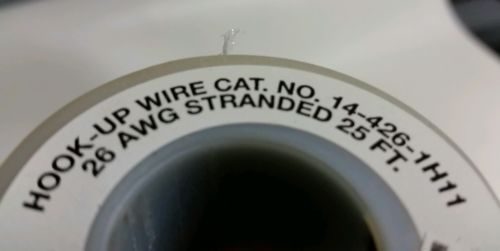 HOOK-UP WIRE CAT. NO. 14-426-1H11
26 AWG STRANDED 25 FT.